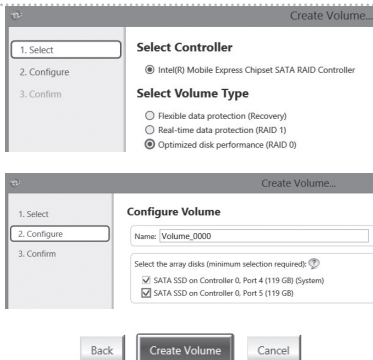 Create Volume...
1. Select
2. Configure
3. Confirm
Select Controller
Intel(R) Mobile Express Chipset SATA RAID Controller
Select Volume Type
Flexible data protection (Recovery)
Real-time data protection (RAID 1)
Optimized disk performance (RAID 0)
Create Volume...
1. Select
2. Configure
3. Confirm
Configure Volume
Name: Volume_0000
Select the array disks (minimum selection required): ?
SATA SSD on Controller 0, Port 4 (119 GB) (System)
SATA SSD on Controller 0, Port 5 (119 GB)
Back
Create Volume
Cancel